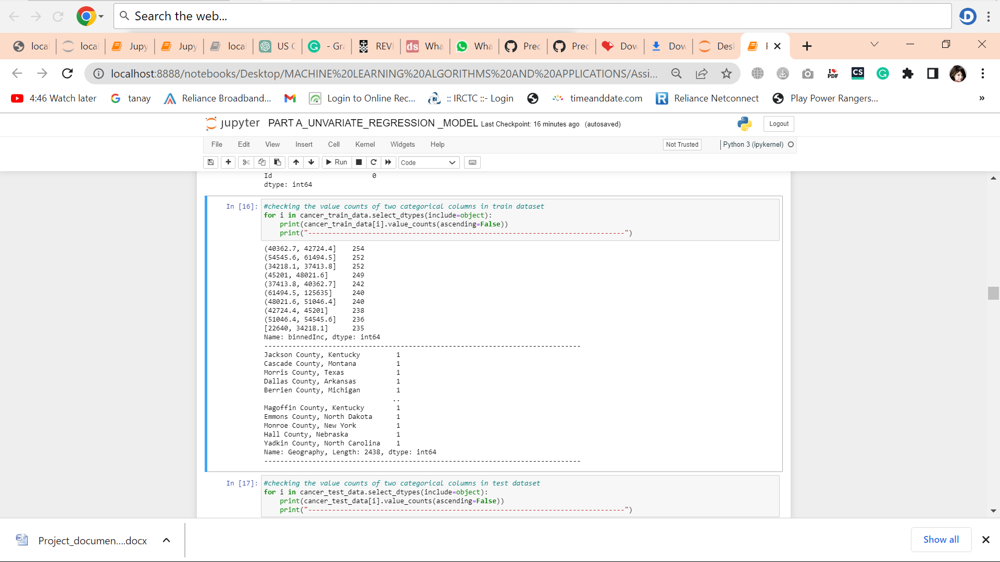 Search the web...
local
local
Jupy
Jupy
local
US C
- Gra
REVI
ds
Wha
Wha
Prec
Prec
Dow
Dow
Desk
localhost:8888/notebooks/Desktop/MACHINE%20LEARNING%20ALGORITHMS%20AND%20APPLICATIONS/Assi...
I PDF
CS
4:46 Watch later
tanay
Reliance Broadband...
Login to Online Rec...
:: IRCTC ::- Login
timeanddate.com
Reliance Netconnect
Play Power Rangers...
»
jupyter PART A_UNVARIATE_REGRESSION _MODEL Last Checkpoint: 16 minutes ago (autosaved)
Logout
File Edit View Insert Cell Kernel Widgets Help
Not Trusted
Python 3 (ipykernel)
Run
Code
Id 0
dtype: int64
In [16]: #checking the value counts of two categorical columns in train dataset
for i in cancer_train_data.select_dtypes(include=object):
print(cancer_train_data[i].value_counts(ascending=False))
print("-------------------------------------------------------------------------------")
(40362.7, 42724.4] 254
(54545.6, 61494.5] 252
(34218.1, 37413.8] 252
(45201, 48021.6] 249
(37413.8, 40362.7] 242
(61494.5, 125635] 240
(48021.6, 51046.4] 240
(42724.4, 45201] 238
(51046.4, 54545.6] 236
[22640, 34218.1] 235
Name: binnedInc, dtype: int64
-------------------------------------------------------------------------------
Jackson County, Kentucky 1
Cascade County, Montana 1
Morris County, Texas 1
Dallas County, Arkansas 1
Berrien County, Michigan 1
..
Magoffin County, Kentucky 1
Emmons County, North Dakota 1
Monroe County, New York 1
Hall County, Nebraska 1
Yadkin County, North Carolina 1
Name: Geography, Length: 2438, dtype: int64
-------------------------------------------------------------------------------
In [17]: #checking the value counts of two categorical columns in test dataset
for i in cancer_test_data.select_dtypes(include=object):
print(cancer_test_data[i].value_counts(ascending=False))
print("-------------------------------------------------------------------------------")
Project_documen....docx
Show all